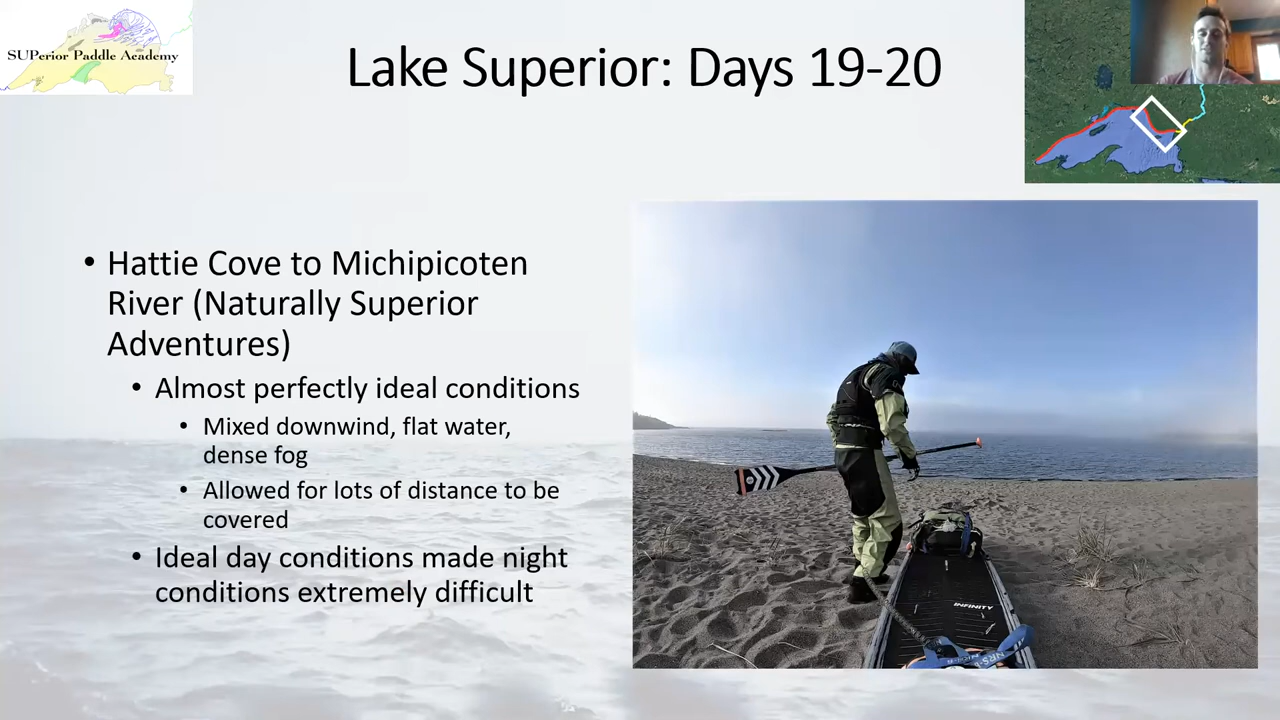 SUPerior Paddle Academy
Lake Superior: Days 19-20
• Hattie Cove to Michipicoten
River (Naturally Superior
Adventures)
• Almost perfectly ideal conditions
• Mixed downwind, flat water,
dense fog
• Allowed for lots of distance to be
covered
• Ideal day conditions made night
conditions extremely difficult
INFINITY
NRS